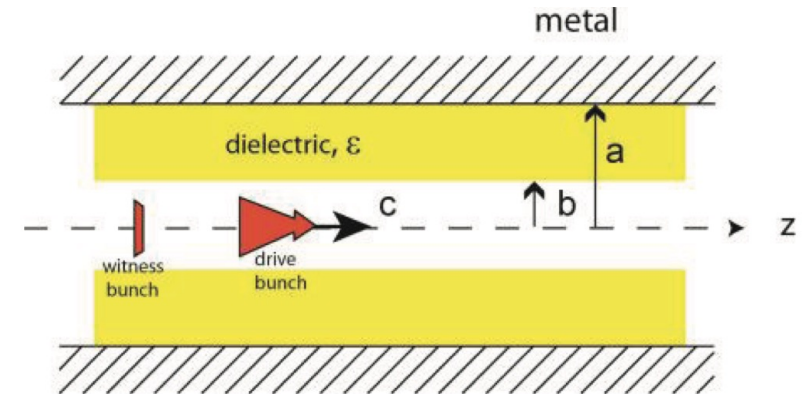 metal
dielectric, ε
a
c
b
z
witness
bunch
drive
bunch